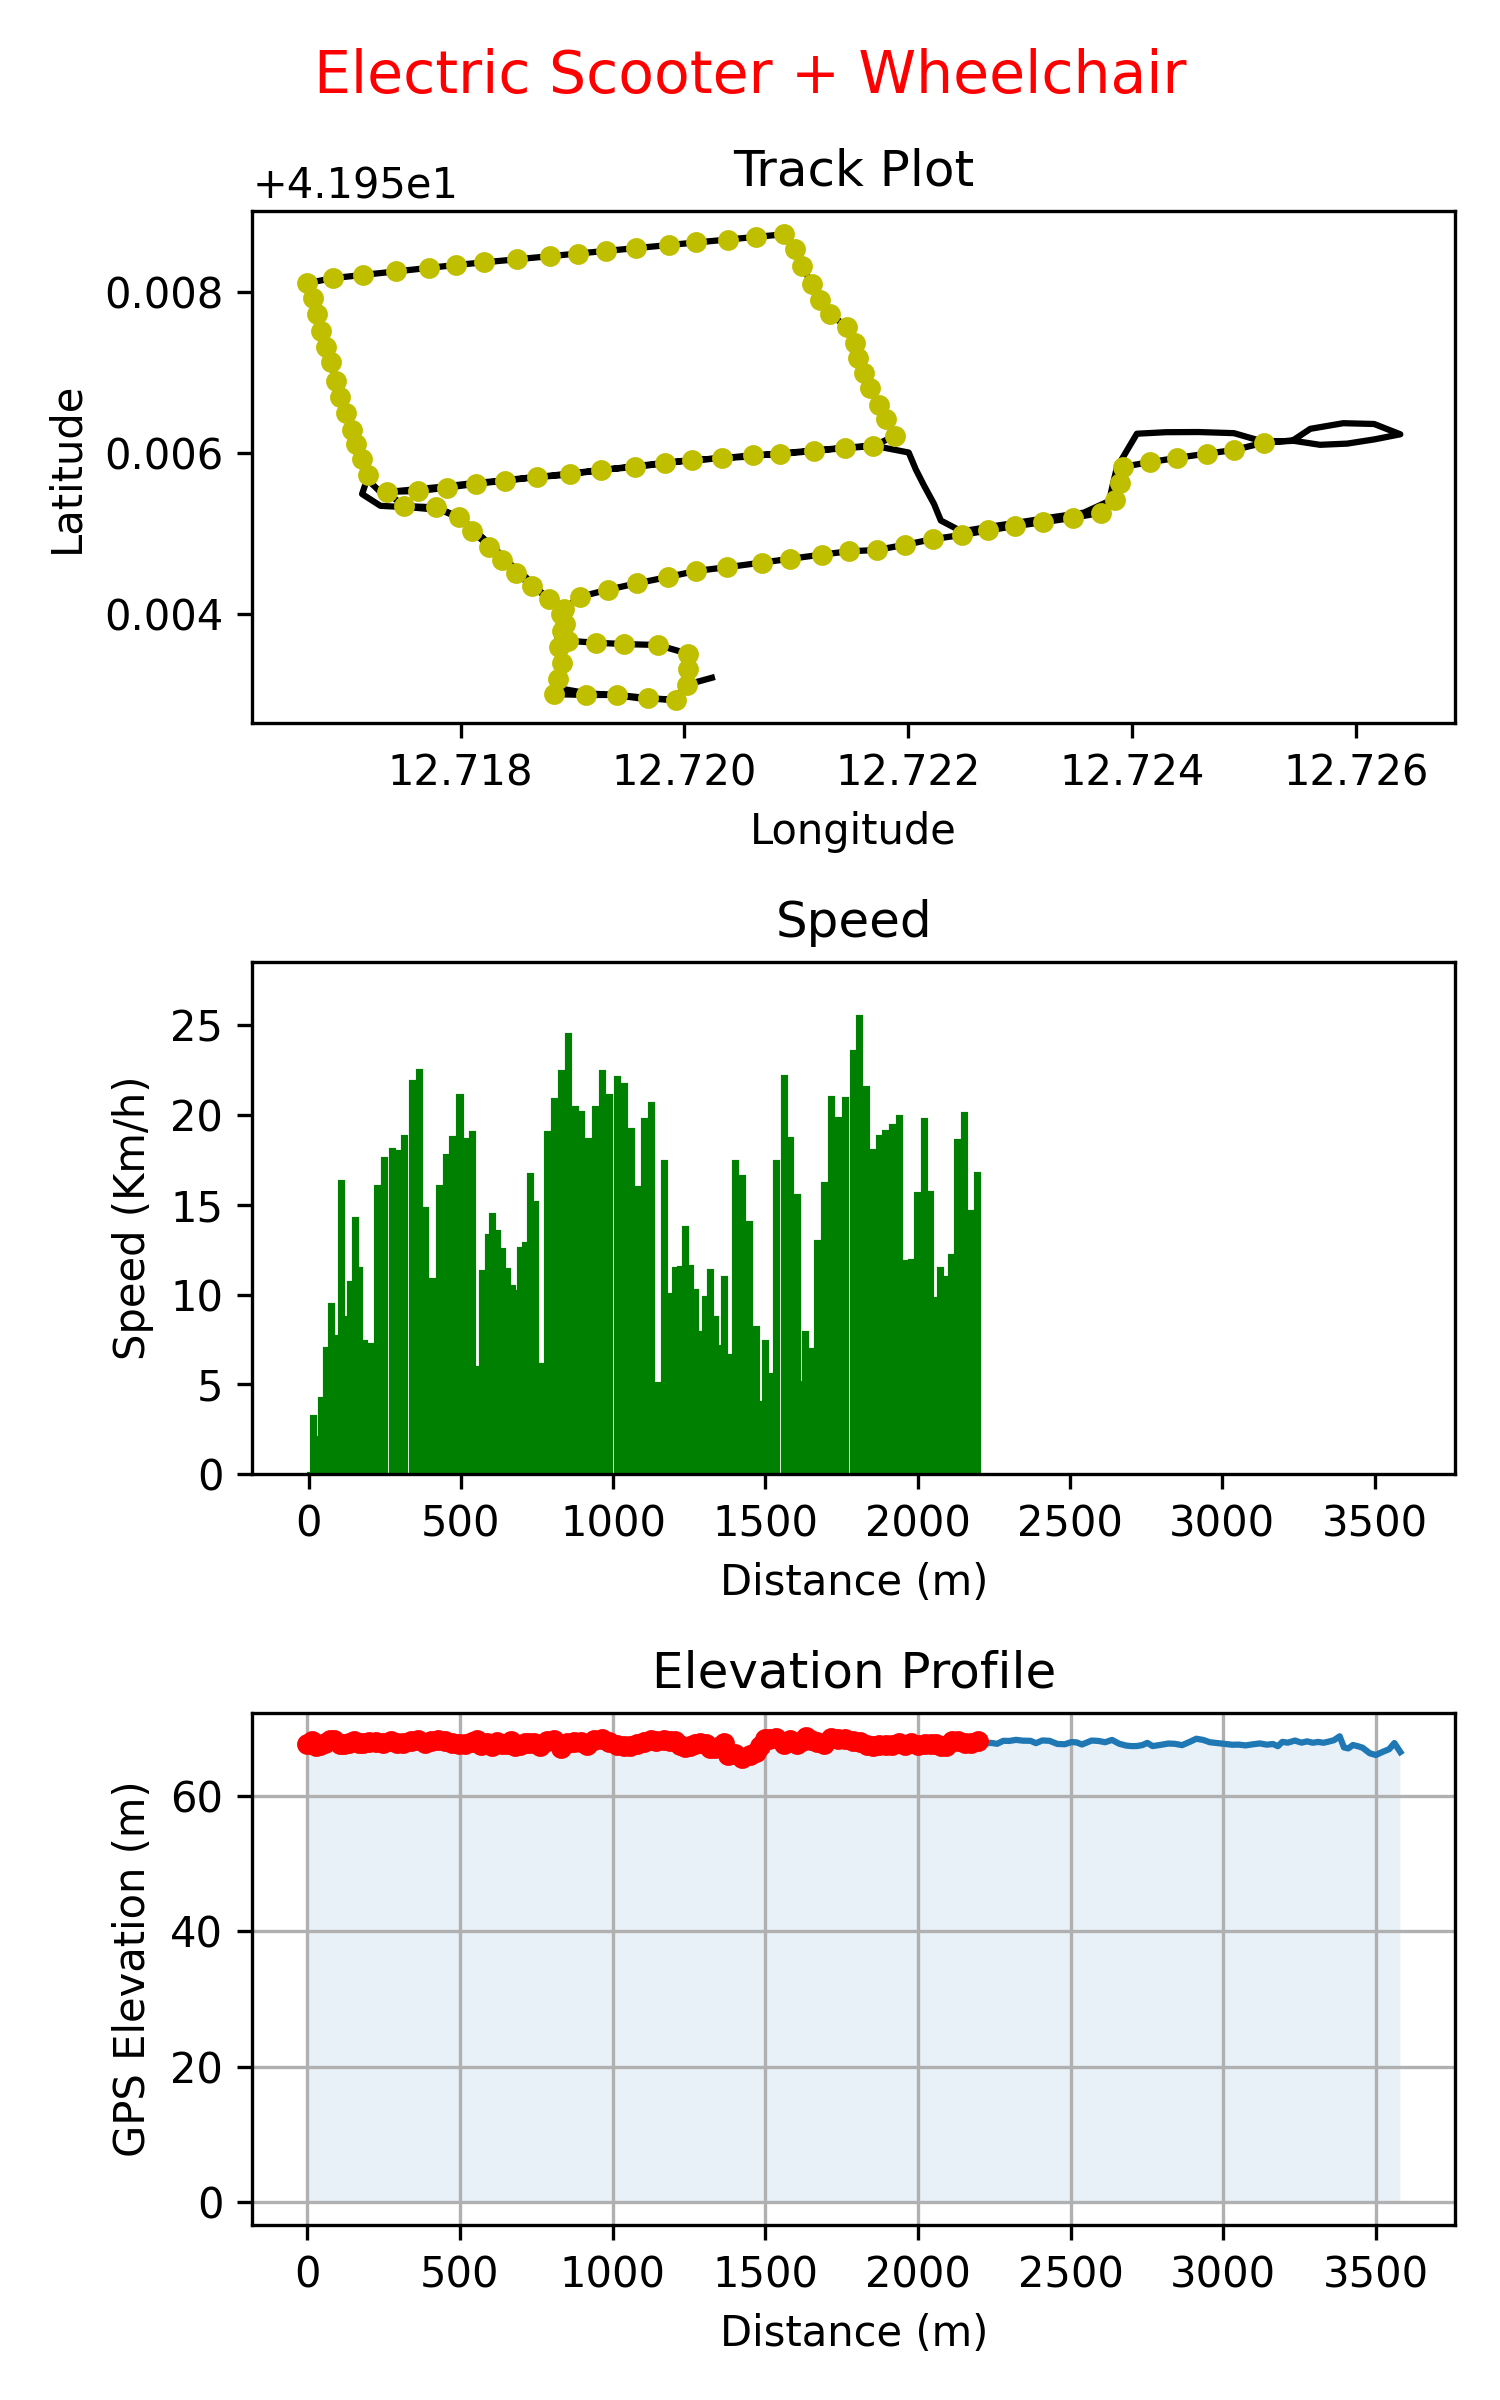 Electric Scooter + Wheelchair
Track Plot
+4.195e1
0.008
0.006
0.004
Latitude
12.718 12.720 12.722 12.724 12.726
Longitude
Speed
25
20
15
10
5
0
Speed (Km/h)
0 500 1000 1500 2000 2500 3000 3500
Distance (m)
Elevation Profile
60
40
20
0
GPS Elevation (m)
0 500 1000 1500 2000 2500 3000 3500
Distance (m)